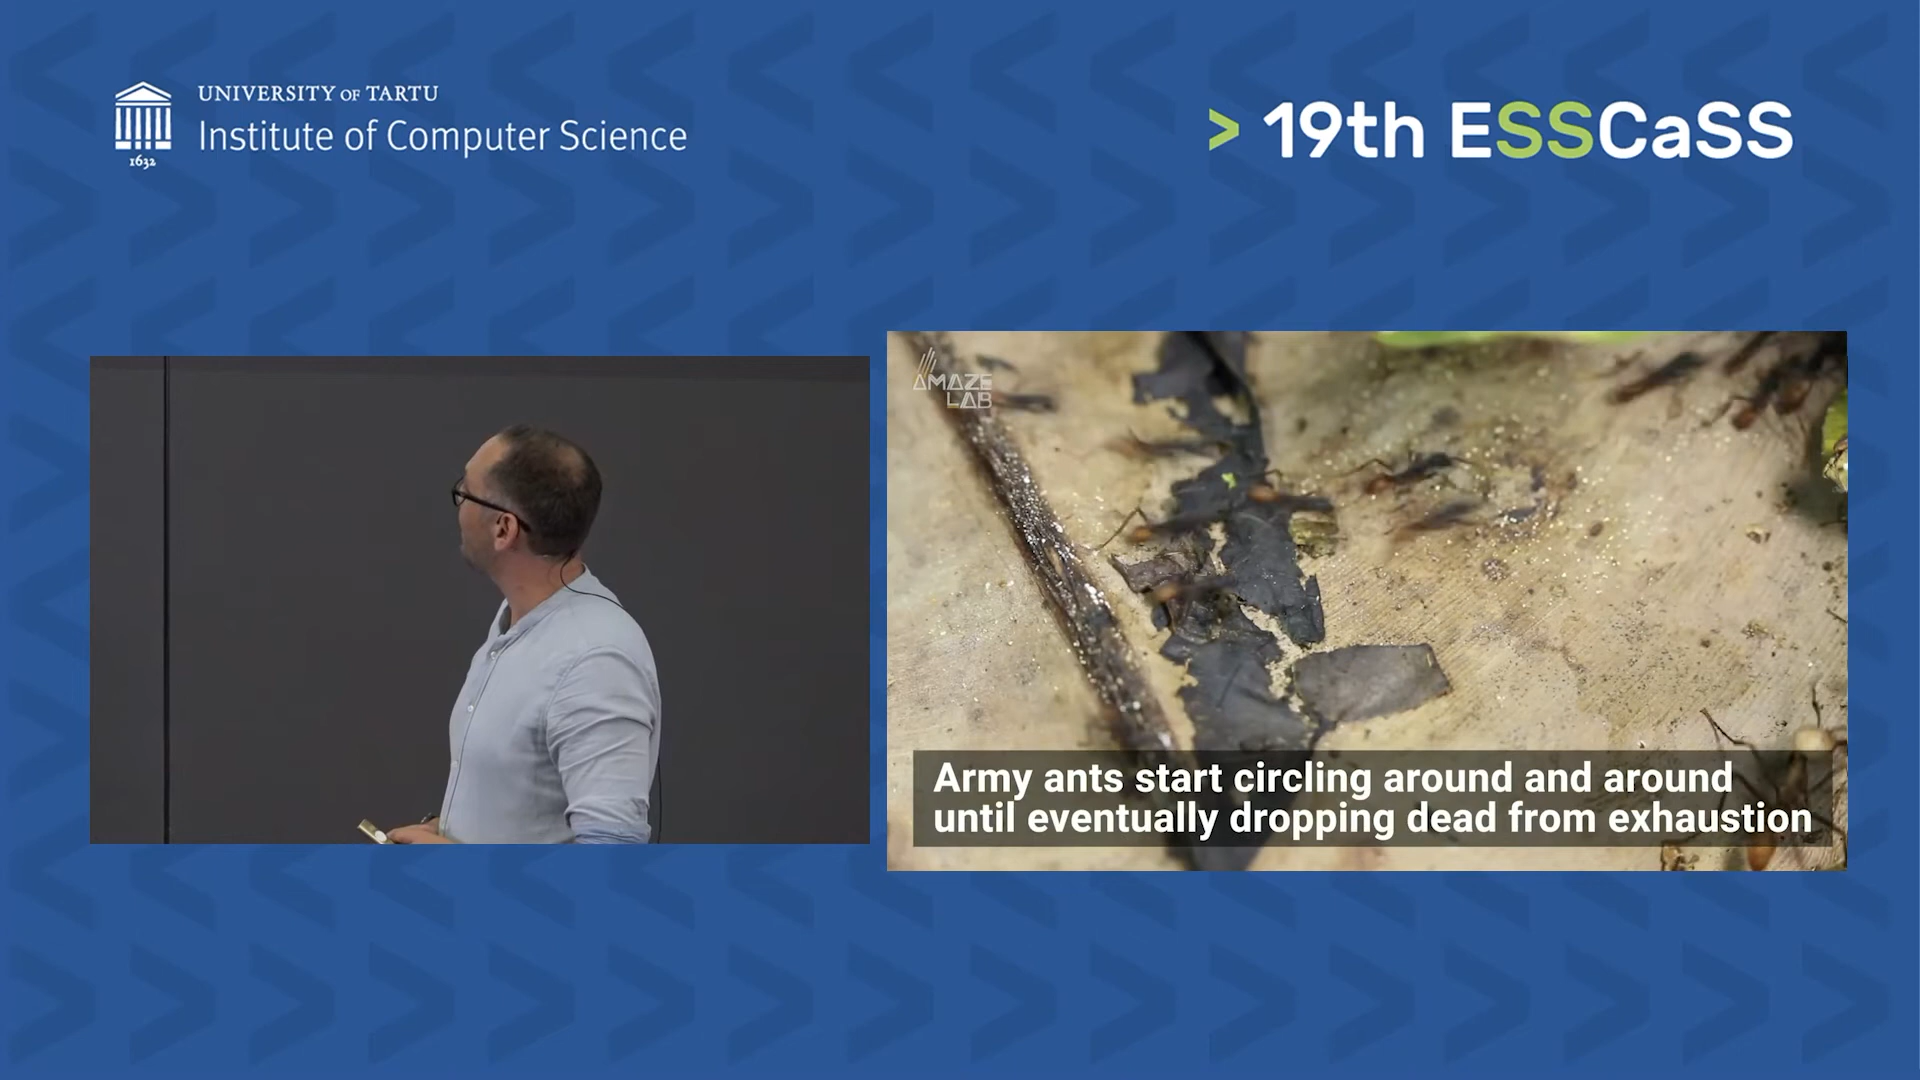 UNIVERSITY OF TARTU
Institute of Computer Science
1632
> 19th ESSCaSS
AMAZE
LAB
Army ants start circling around and around
until eventually dropping dead from exhaustion